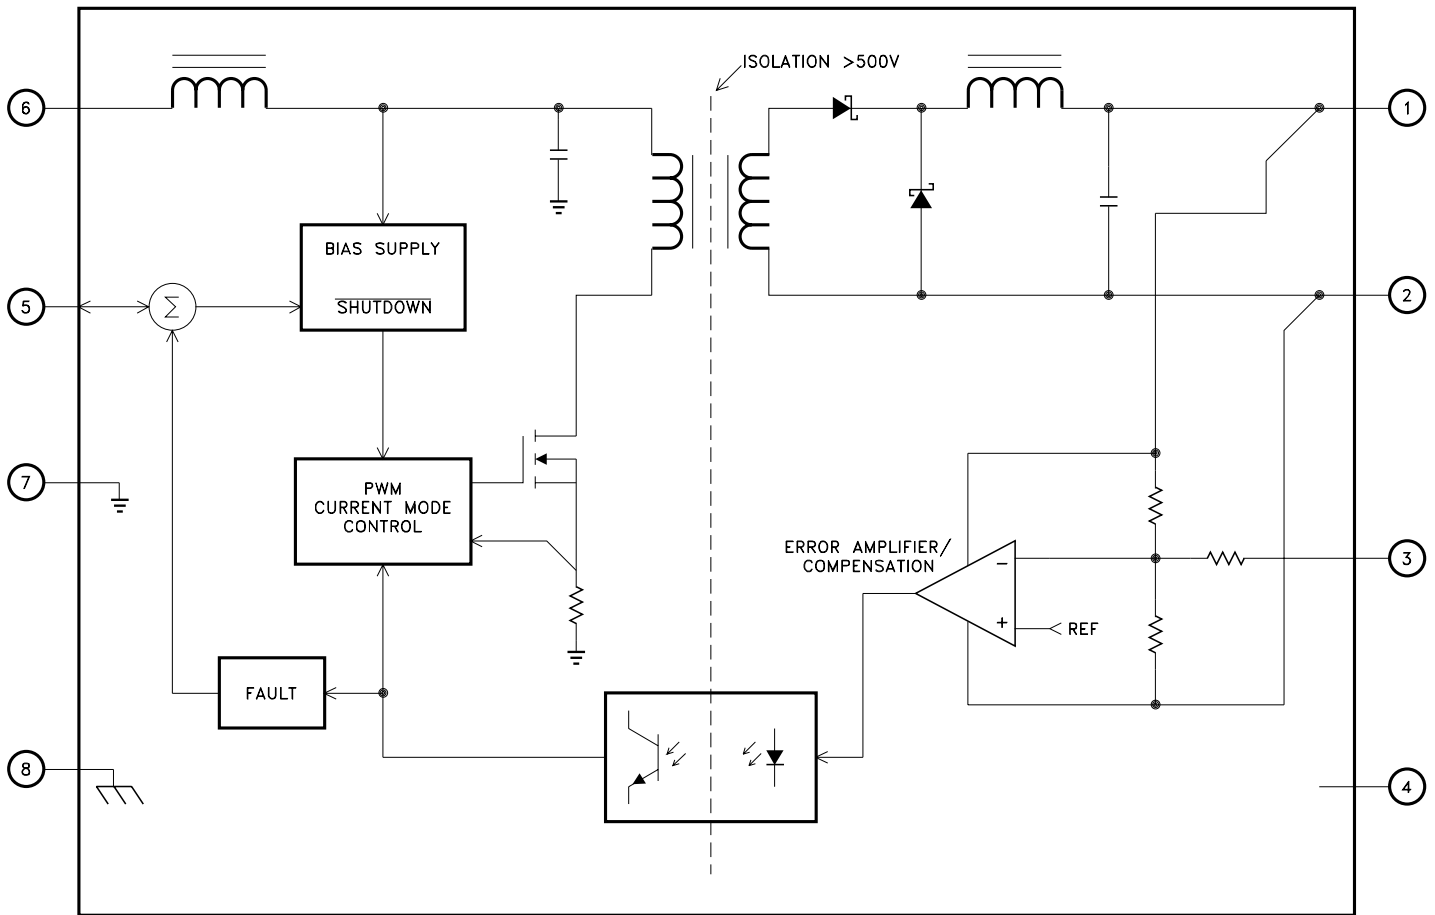 ISOLATION >500V
6
1
BIAS SUPPLY
SHUTDOWN
5
Σ
2
7
PWM
CURRENT MODE
CONTROL
ERROR AMPLIFIER/
COMPENSATION
−
3
+
REF
FAULT
8
4